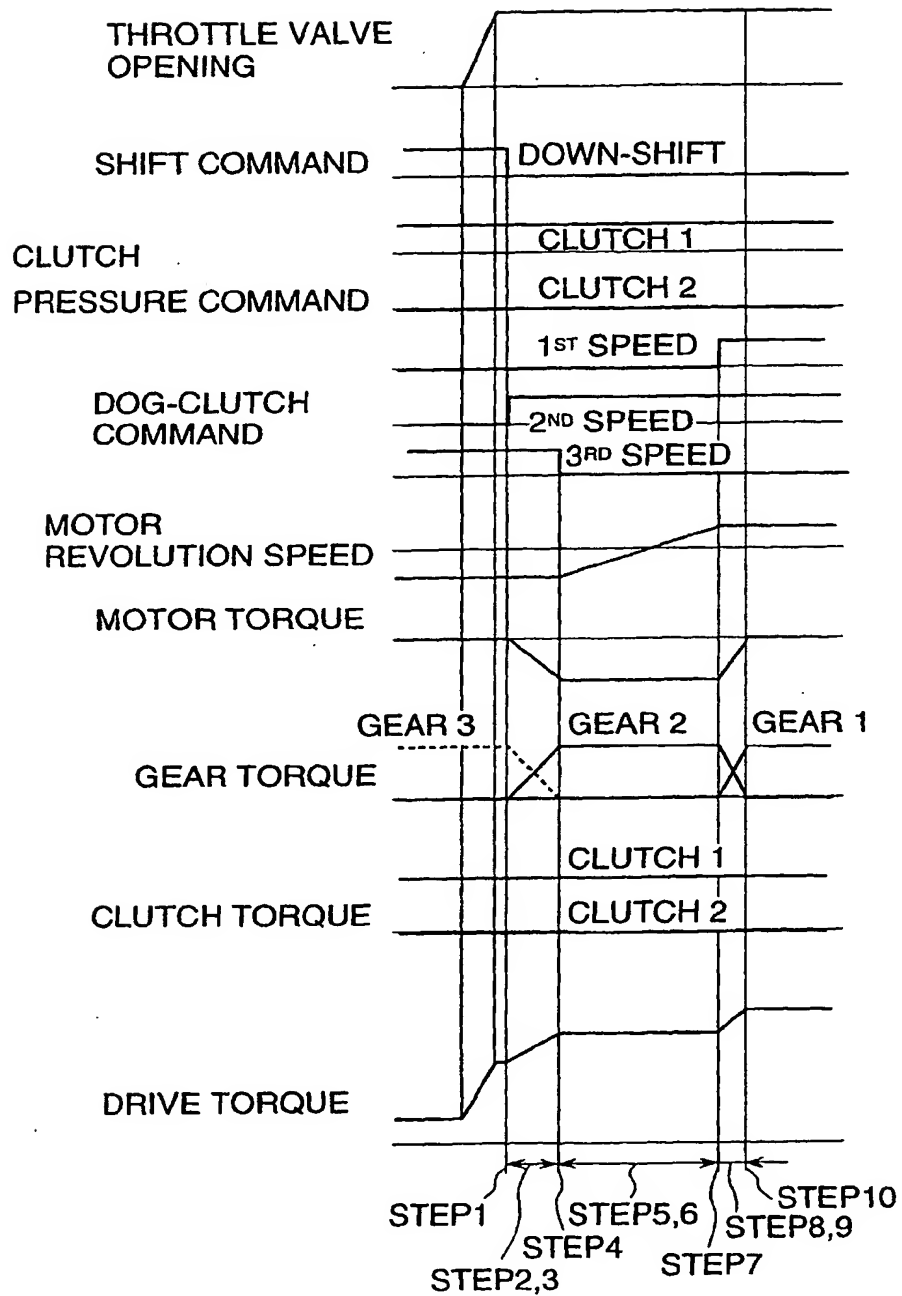 THROTTLE VALVE
OPENING
SHIFT COMMAND
DOWN-SHIFT
CLUTCH
PRESSURE COMMAND
CLUTCH 1
CLUTCH 2
DOG-CLUTCH
COMMAND
1ST SPEED
2ND SPEED
3RD SPEED
MOTOR
REVOLUTION SPEED
MOTOR TORQUE
GEAR 3
GEAR 2
GEAR 1
GEAR TORQUE
CLUTCH 1
CLUTCH TORQUE
CLUTCH 2
DRIVE TORQUE
STEP1
STEP2,3
STEP4
STEP5,6
STEP7
STEP8,9
STEP10